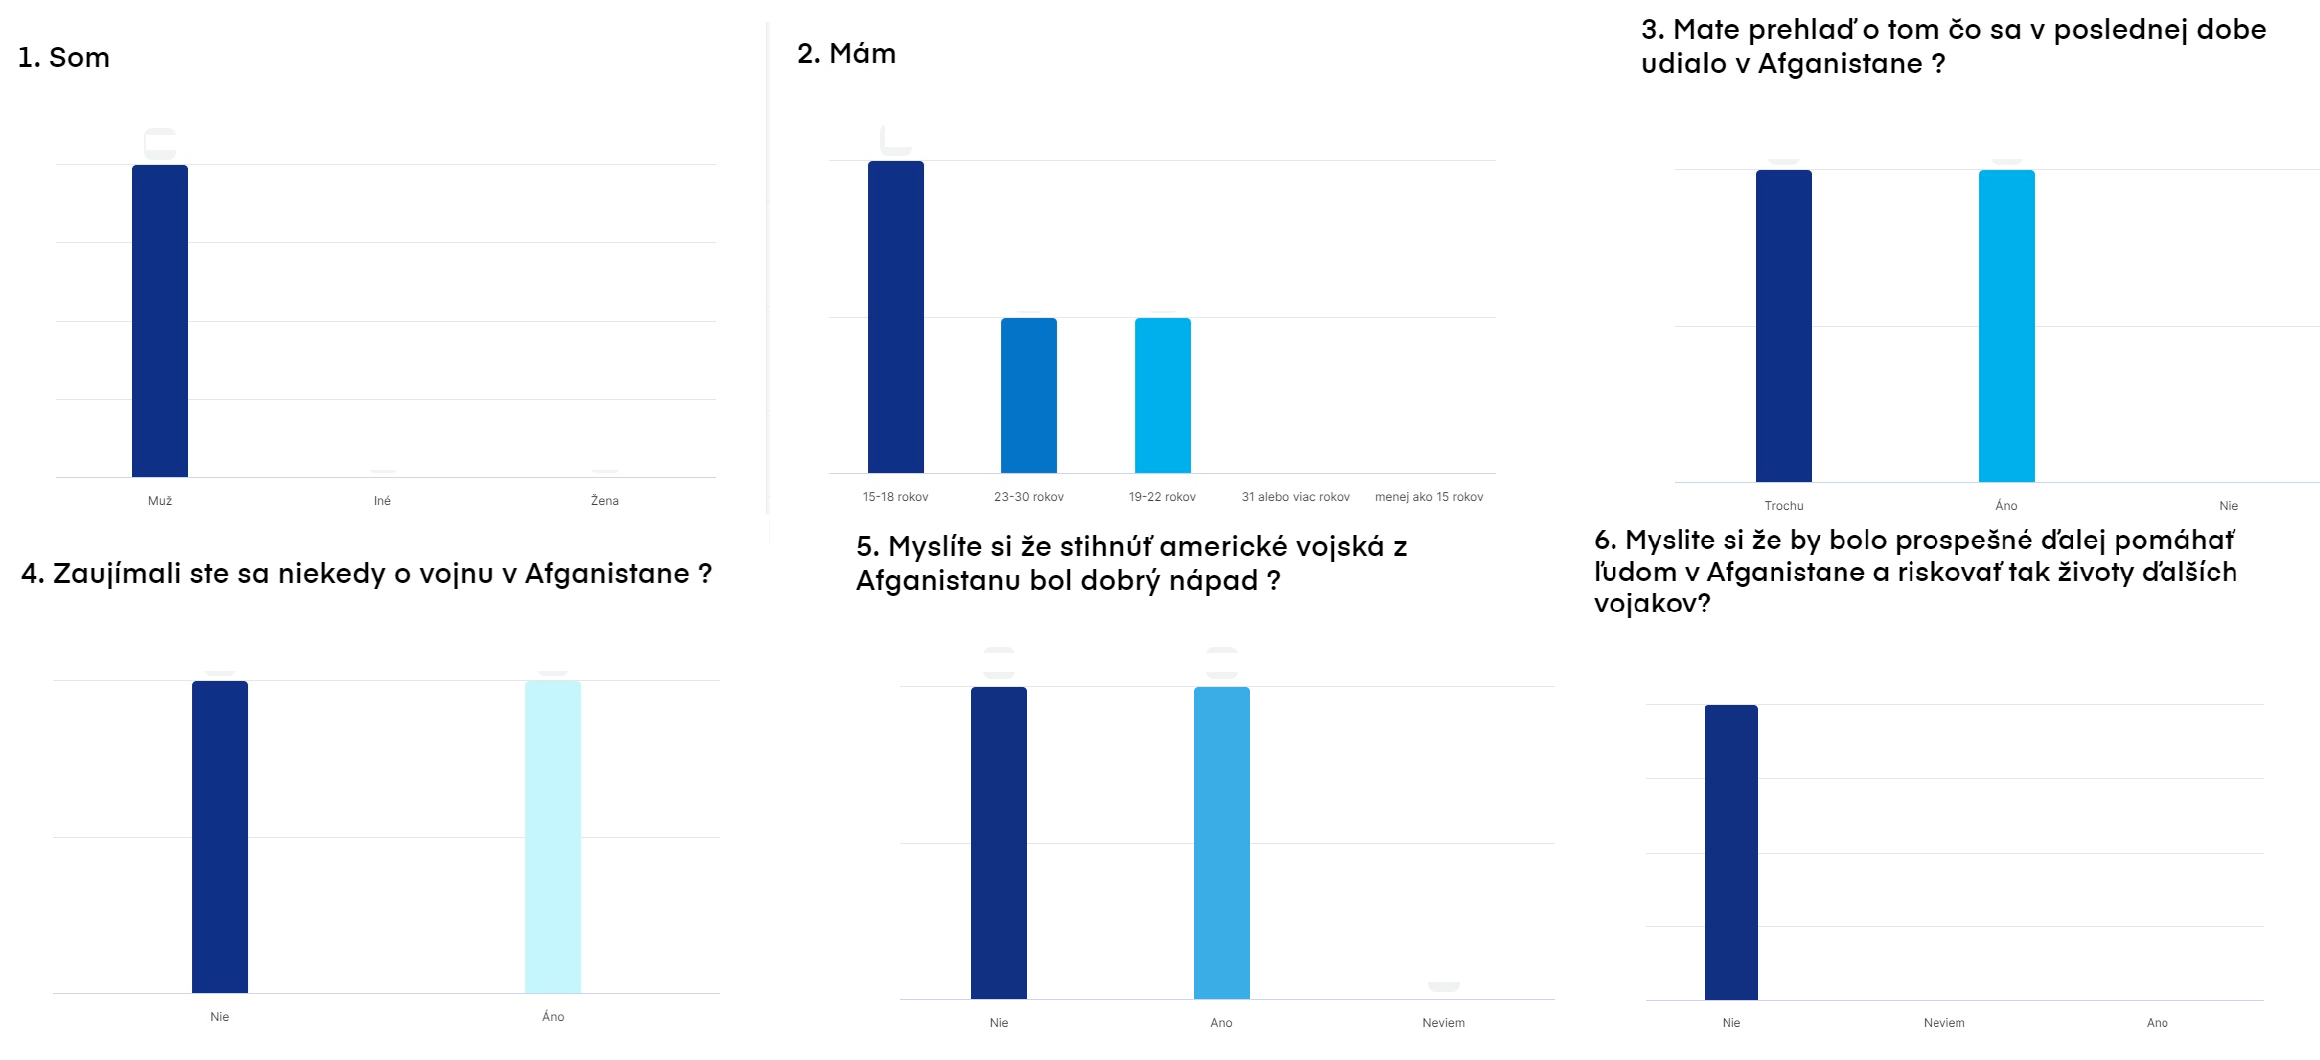 1. Som
Muž
Iné
Žena
2. Mám
15-18 rokov
23-30 rokov
19-22 rokov
31 alebo viac rokov
menej ako 15 rokov
3. Mate prehlaď o tom čo sa v poslednej dobe
udialo v Afganistane ?
Trochu
Áno
Nie
4. Zaujímali ste sa niekedy o vojnu v Afganistane ?
Nie
Áno
5. Myslíte si že stihnúť americké vojská z
Afganistanu bol dobrý nápad ?
Nie
Ano
Neviem
6. Myslite si že by bolo prospešné ďalej pomáhať
ľudom v Afganistane a riskovať tak životy ďalších
vojakov?
Nie
Neviem
Ano